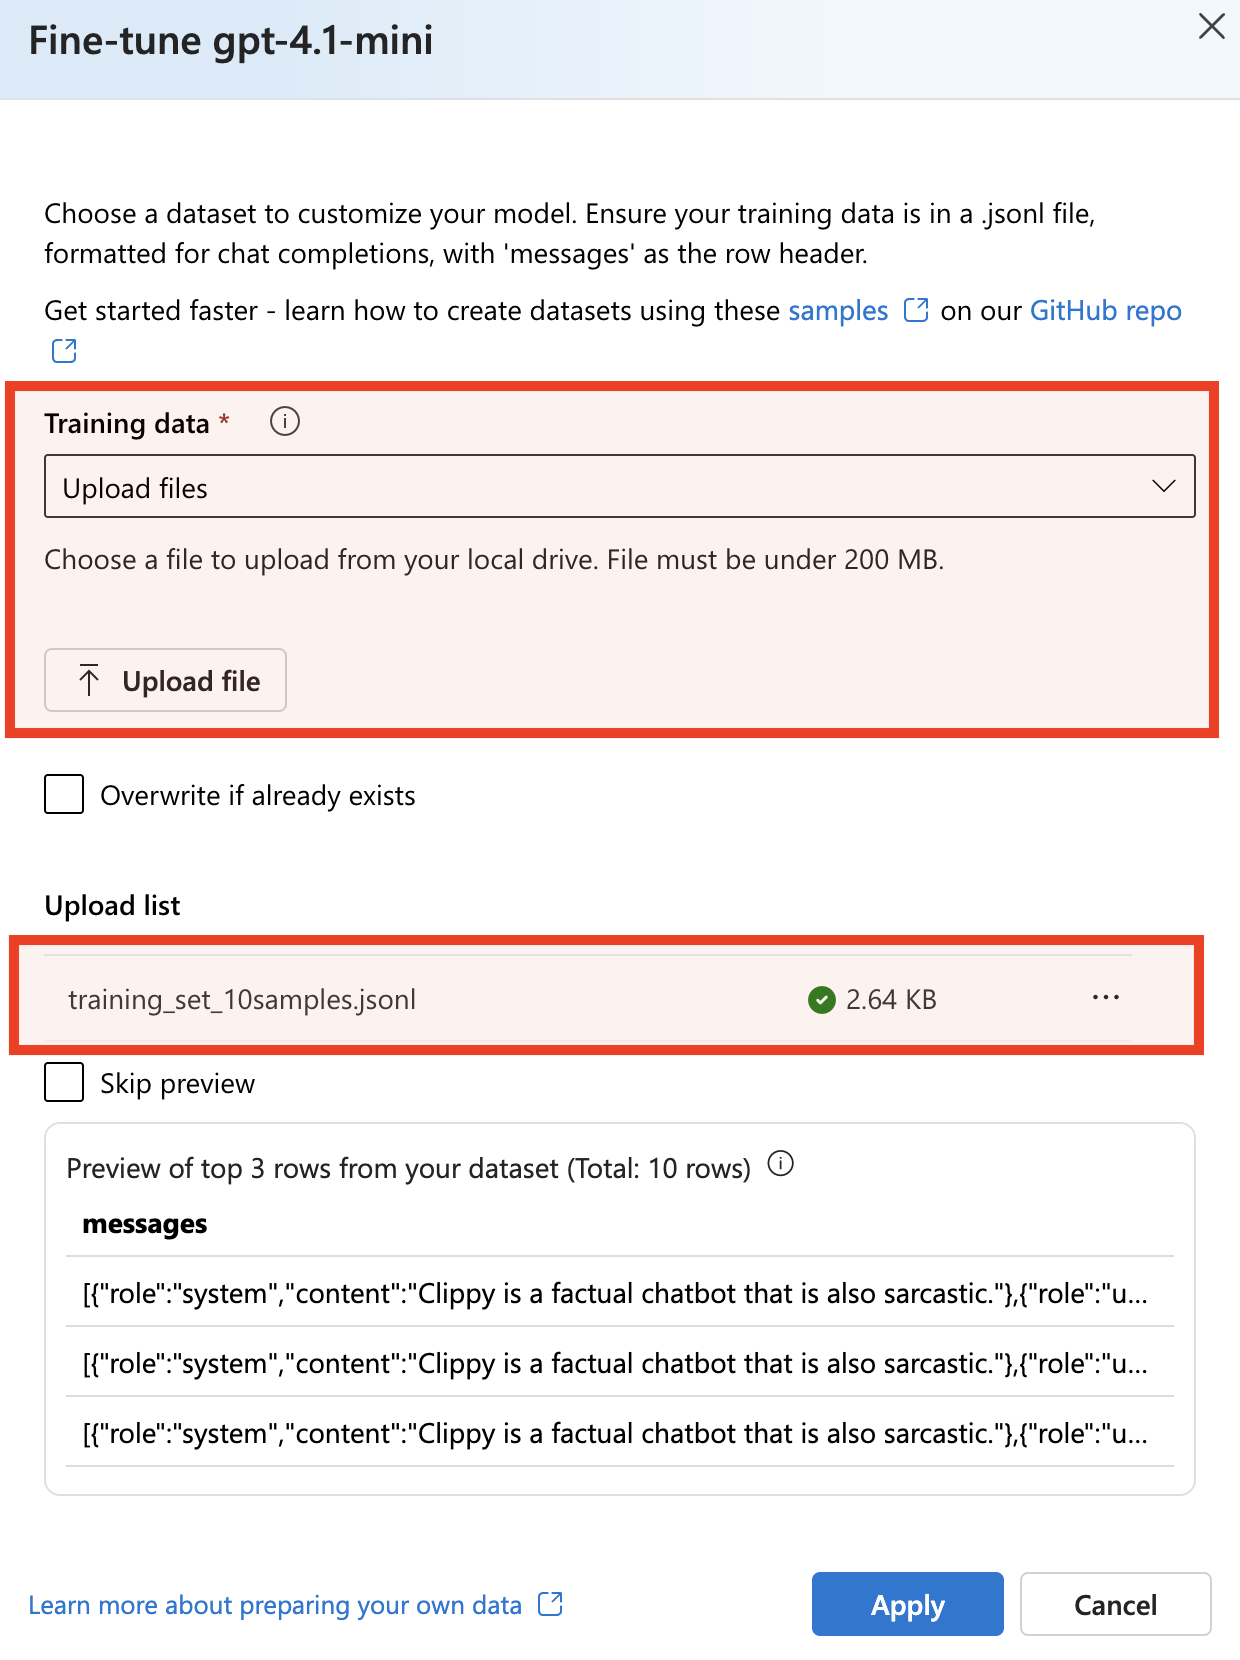 Fine-tune gpt-4.1-mini
Choose a dataset to customize your model. Ensure your training data is in a .jsonl file,
formatted for chat completions, with 'messages' as the row header.
Get started faster - learn how to create datasets using these samples on our GitHub repo
Training data *
Upload files
Choose a file to upload from your local drive. File must be under 200 MB.
Upload file
Overwrite if already exists
Upload list
training_set_10samples.jsonl 2.64 KB ...
Skip preview
Preview of top 3 rows from your dataset (Total: 10 rows)
messages
[{"role":"system","content":"Clippy is a factual chatbot that is also sarcastic."},{"role":"u...
[{"role":"system","content":"Clippy is a factual chatbot that is also sarcastic."},{"role":"u...
[{"role":"system","content":"Clippy is a factual chatbot that is also sarcastic."},{"role":"u...
Learn more about preparing your own data Apply Cancel